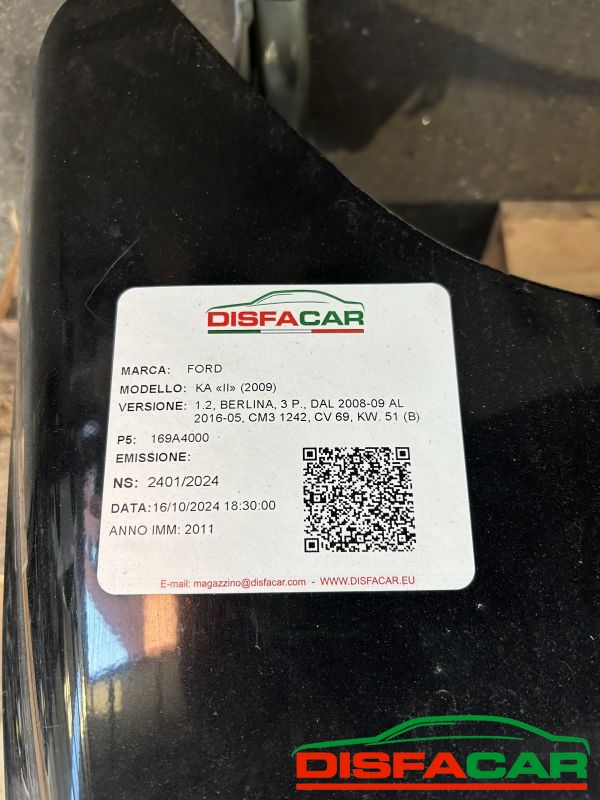 DISFACAR
MARCA: FORD
MODELLO: KA «II» (2009)
VERSIONE: 1.2, BERLINA, 3 P., DAL 2008-09 AL
2016-05, CM3 1242, CV 69, KW. 51 (B)
P5: 169A4000
EMISSIONE:
NS: 2401/2024
DATA:16/10/2024 18:30:00
ANNO IMM: 2011
E-mail: magazzino@disfacar.com - WWW.DISFACAR.EU
DISFACAR